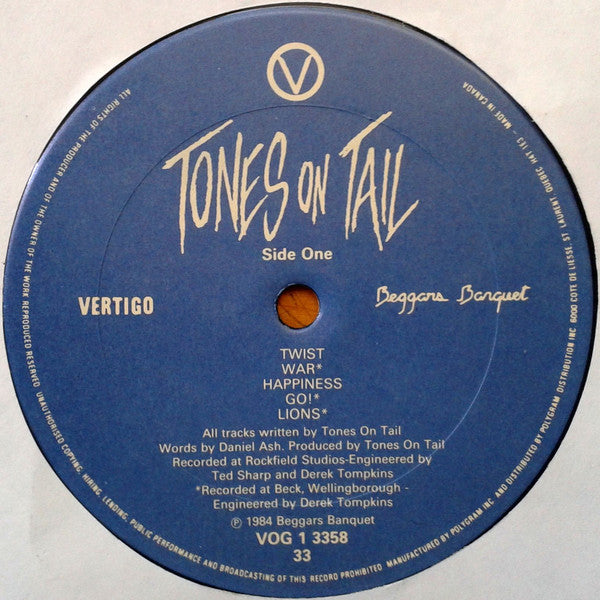 V
TONES ON TAIL
Side One
VERTIGO
Beggars Banquet
TWIST
WAR*
HAPPINESS
GO!*
LIONS*
All tracks written by Tones On Tail
Words by Daniel Ash. Produced by Tones On Tail
Recorded at Rockfield Studios-Engineered by
Ted Sharp and Derek Tompkins
*Recorded at Beck, Wellingborough -
Engineered by Derek Tompkins
℗ 1984 Beggars Banquet
VOG 1 3358
33
ALL RIGHTS OF THE PRODUCER AND OF THE OWNER OF THE WORK REPRODUCED RESERVED. UNAUTHORISED COPYING, HIRING, LENDING, PUBLIC PERFORMANCE AND BROADCASTING OF THIS RECORD PROHIBITED MANUFACTURED BY POLYGRAM INC AND DISTRIBUTED BY POLYGRAM DISTRIBUTION INC 6000 COTE DE LIESSE, ST LAURENT, QUEBEC, H4T 1E3 - MADE IN CANADA